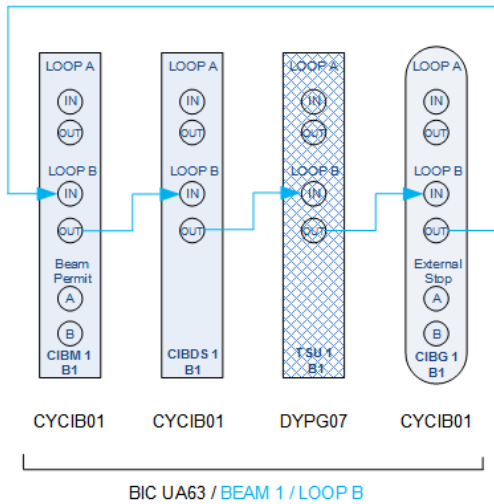 LOOP A
IN
OUT
LOOP B
IN
OUT
Beam
Permit
A
B
CIBM 1
B1
CYCIB01
LOOP A
IN
OUT
LOOP B
IN
OUT
CIBDS 1
B1
CYCIB01
LOOP A
IN
OUT
LOOP B
IN
OUT
TSU 1
B1
DYPG07
LOOP A
IN
OUT
LOOP B
IN
OUT
External
Stop
A
B
CIBG 1
B1
CYCIB01
BIC UA63 / BEAM 1 / LOOP B